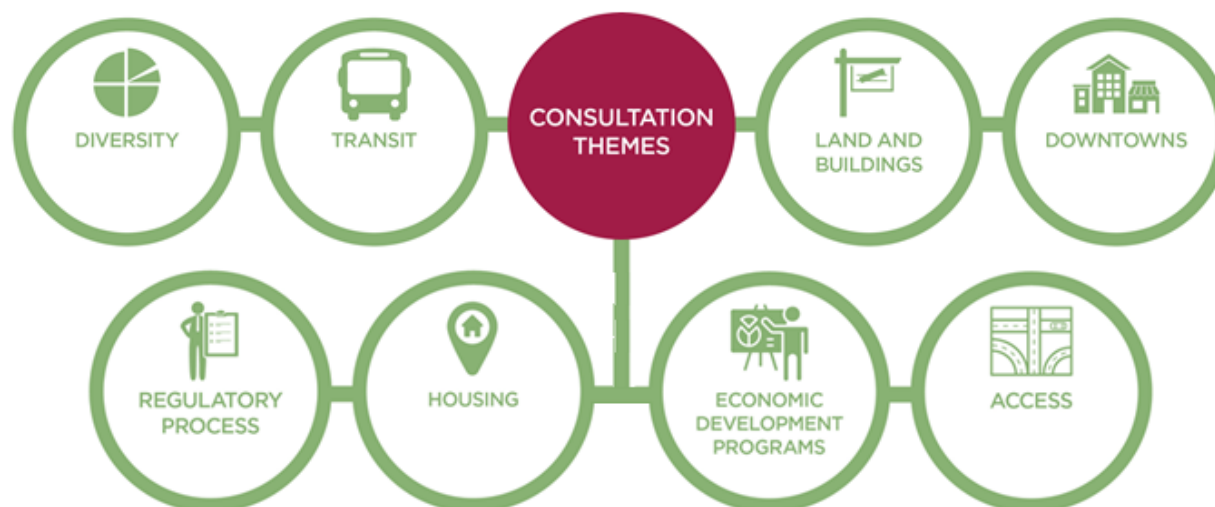 DIVERSITY
TRANSIT
CONSULTATION
THEMES
LAND AND
BUILDINGS
DOWNTOWNS
REGULATORY
PROCESS
HOUSING
ECONOMIC
DEVELOPMENT
PROGRAMS
ACCESS